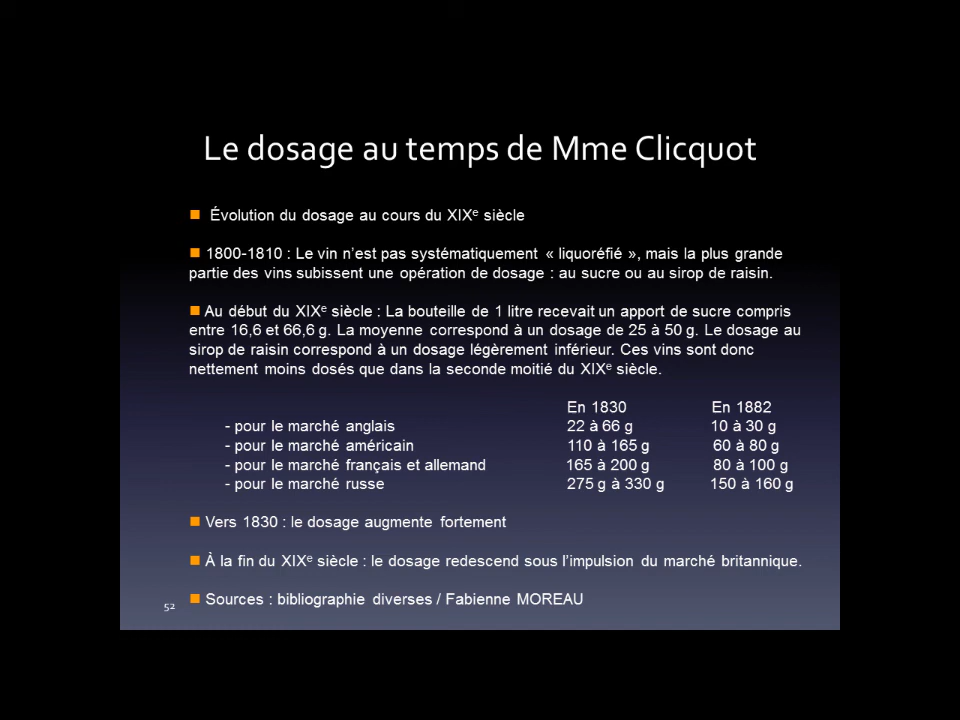 Le dosage au temps de Mme Clicquot
Évolution du dosage au cours du XIXe siècle
1800-1810 : Le vin n’est pas systématiquement « liquoréfié », mais la plus grande
partie des vins subissent une opération de dosage : au sucre ou au sirop de raisin.
Au début du XIXe siècle : La bouteille de 1 litre recevait un apport de sucre compris
entre 16,6 et 66,6 g. La moyenne correspond à un dosage de 25 à 50 g. Le dosage au
sirop de raisin correspond à un dosage légèrement inférieur. Ces vins sont donc
nettement moins dosés que dans la seconde moitié du XIXe siècle.
En 1830 En 1882
- pour le marché anglais 22 à 66 g 10 à 30 g
- pour le marché américain 110 à 165 g 60 à 80 g
- pour le marché français et allemand 165 à 200 g 80 à 100 g
- pour le marché russe 275 g à 330 g 150 à 160 g
Vers 1830 : le dosage augmente fortement
À la fin du XIXe siècle : le dosage redescend sous l’impulsion du marché britannique.
Sources : bibliographie diverses / Fabienne MOREAU
52